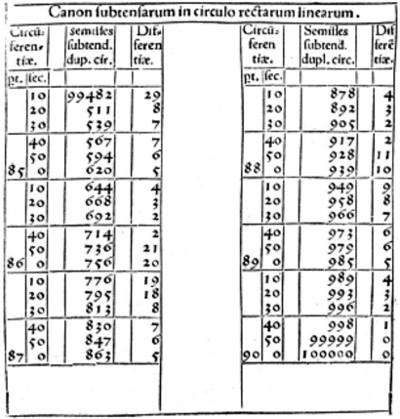 Canon subtensarum in circulo rectarum linearum.
Circũ- semisses Dif-
feren- subtend. feren
tiæ. dup. cir. tiæ.
pt. sec.
10 99482 29
20 511 8
30 539 7
40 567 7
50 594 6
85 0 620 5
10 644 4
20 668 3
30 692 2
40 714 2
50 736 21
86 0 756 20
10 776 19
20 795 18
30 813 8
40 830 7
50 847 6
87 0 863 5
Circũ- Semisses Dif
feren subtend. ferẽ
tiæ. dupl. circ. tiæ.
pt. sec.
10 878 4
20 892 3
30 905 2
40 917 2
50 928 11
88 0 939 10
10 949 9
20 958 8
30 966 7
40 973 6
50 979 6
89 0 985 5
10 989 4
20 993 3
30 996 2
40 998 1
50 99999 0
90 0 100000 0